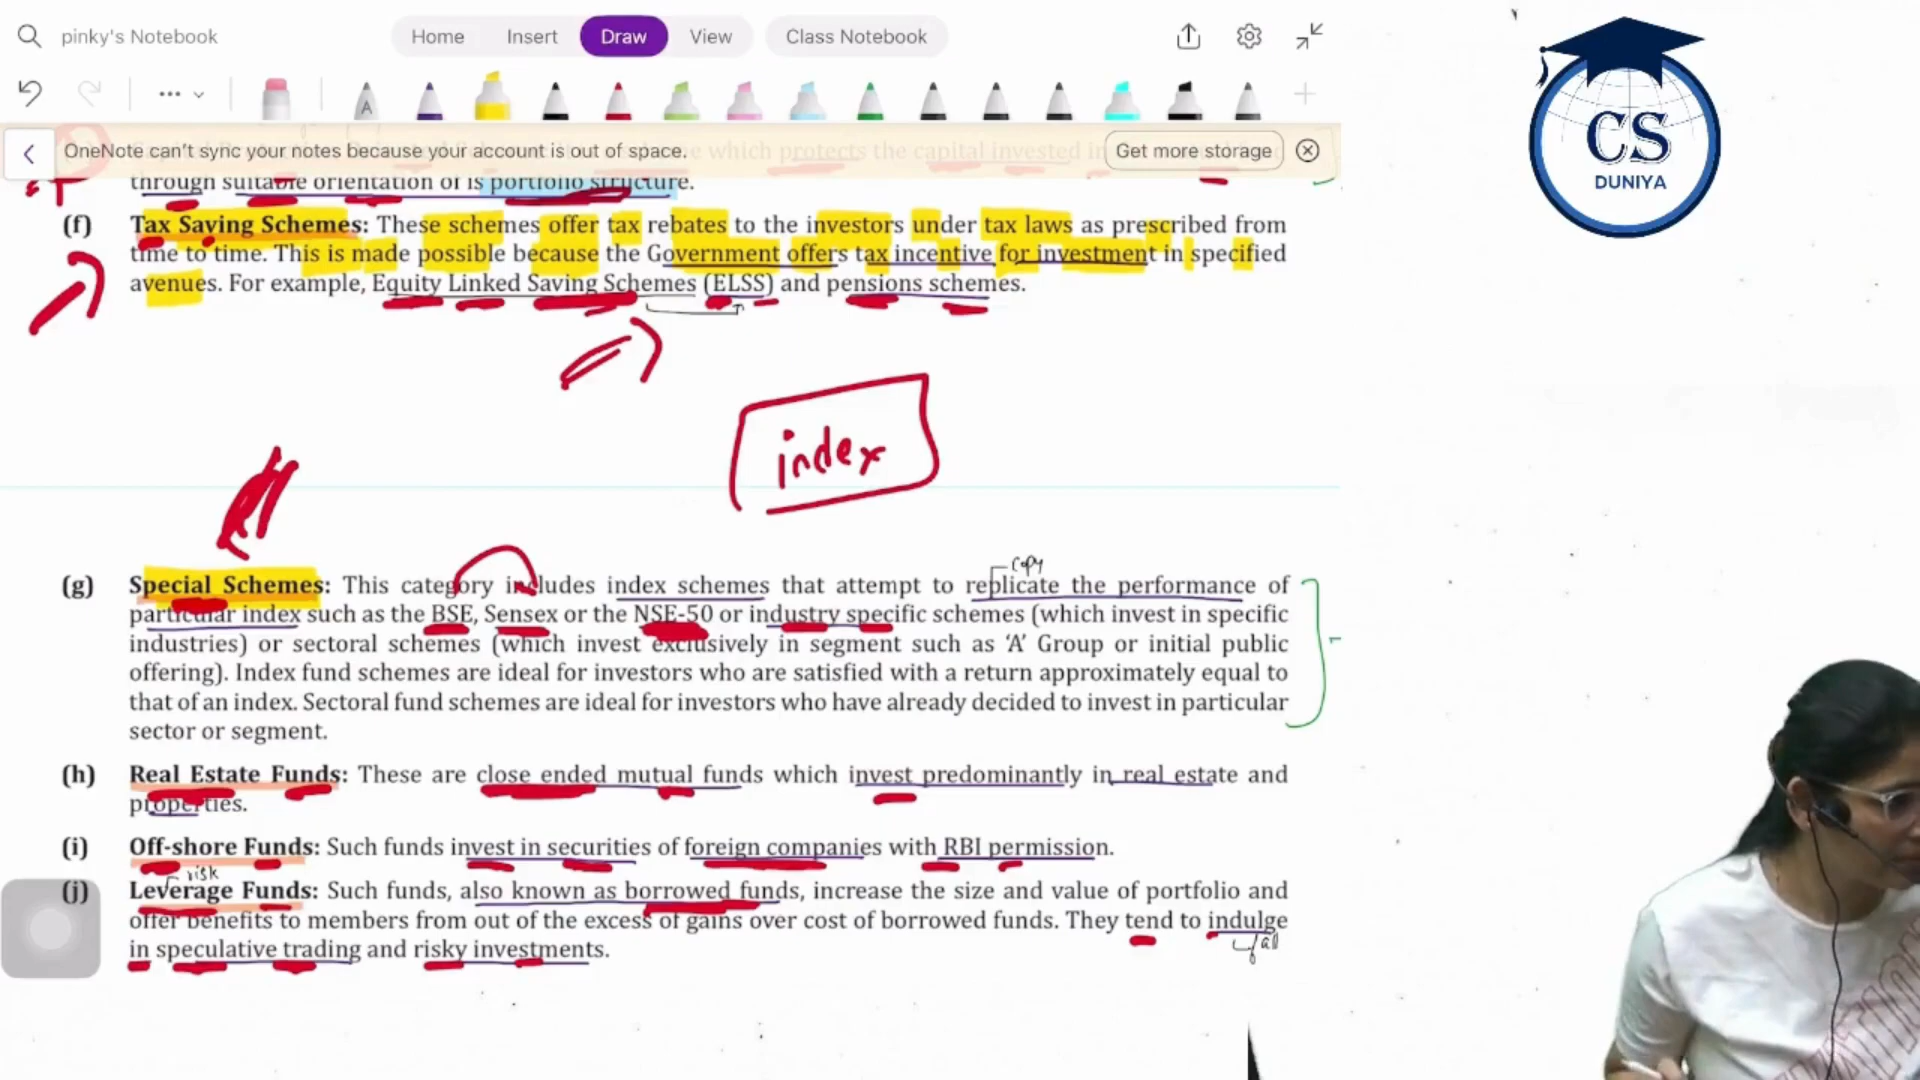 pinky's Notebook
Home Insert Draw View Class Notebook
A
OneNote can't sync your notes because your account is out of space.
which protects the capital invested in
Get more storage
through suitable orientation of is portfolio structure.
(f) Tax Saving Schemes: These schemes offer tax rebates to the investors under tax laws as prescribed from
time to time. This is made possible because the Government offers tax incentive for investment in specified
avenues. For example, Equity Linked Saving Schemes (ELSS) and pensions schemes.
index
copy
(g) Special Schemes: This category includes index schemes that attempt to replicate the performance of
particular index such as the BSE, Sensex or the NSE-50 or industry specific schemes (which invest in specific
industries) or sectoral schemes (which invest exclusively in segment such as ‘A’ Group or initial public
offering). Index fund schemes are ideal for investors who are satisfied with a return approximately equal to
that of an index. Sectoral fund schemes are ideal for investors who have already decided to invest in particular
sector or segment.
(h) Real Estate Funds: These are close ended mutual funds which invest predominantly in real estate and
properties.
(i) Off-shore Funds: Such funds invest in securities of foreign companies with RBI permission.
risk
(j) Leverage Funds: Such funds, also known as borrowed funds, increase the size and value of portfolio and
offer benefits to members from out of the excess of gains over cost of borrowed funds. They tend to indulge
in speculative trading and risky investments.
CS
DUNIYA